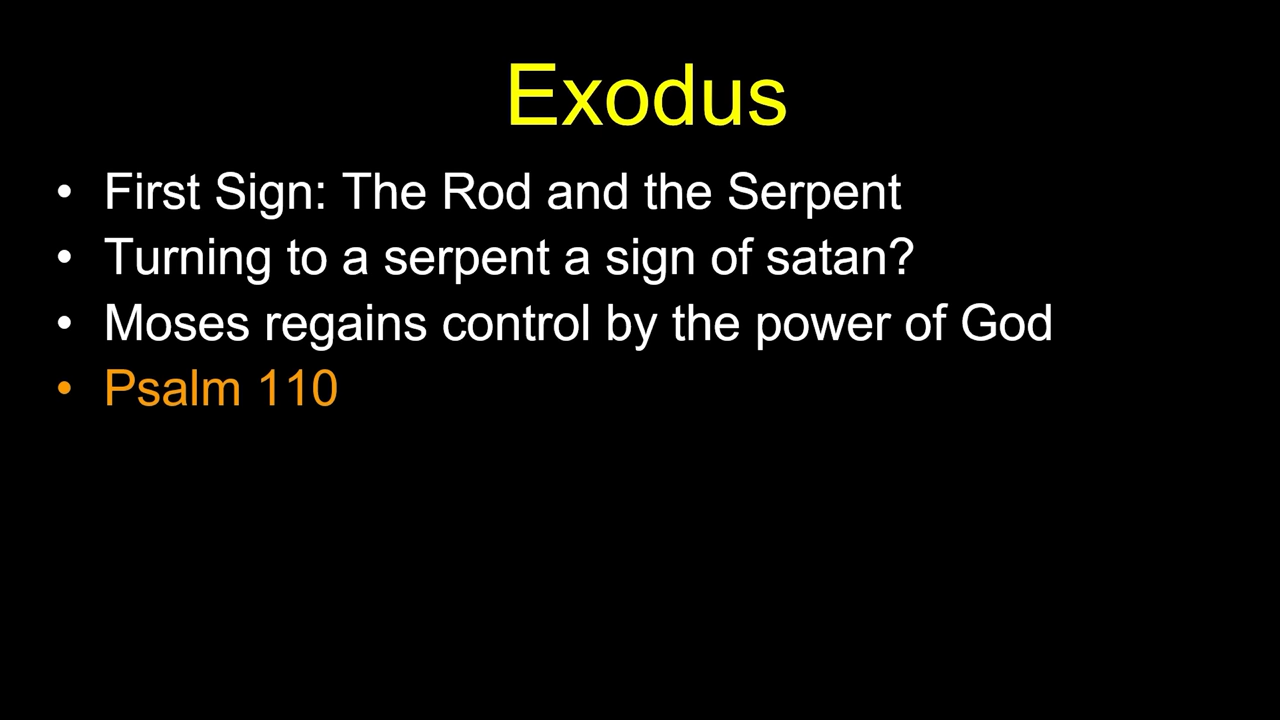 Exodus
• First Sign: The Rod and the Serpent
• Turning to a serpent a sign of satan?
• Moses regains control by the power of God
• Psalm 110